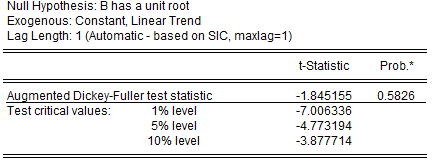 Null Hypothesis: B has a unit root
Exogenous: Constant, Linear Trend
Lag Length: 1 (Automatic - based on SIC, maxlag=1)
t-Statistic Prob.*
Augmented Dickey-Fuller test statistic -1.845155 0.5826
Test critical values: 1% level -7.006336
5% level -4.773194
10% level -3.877714